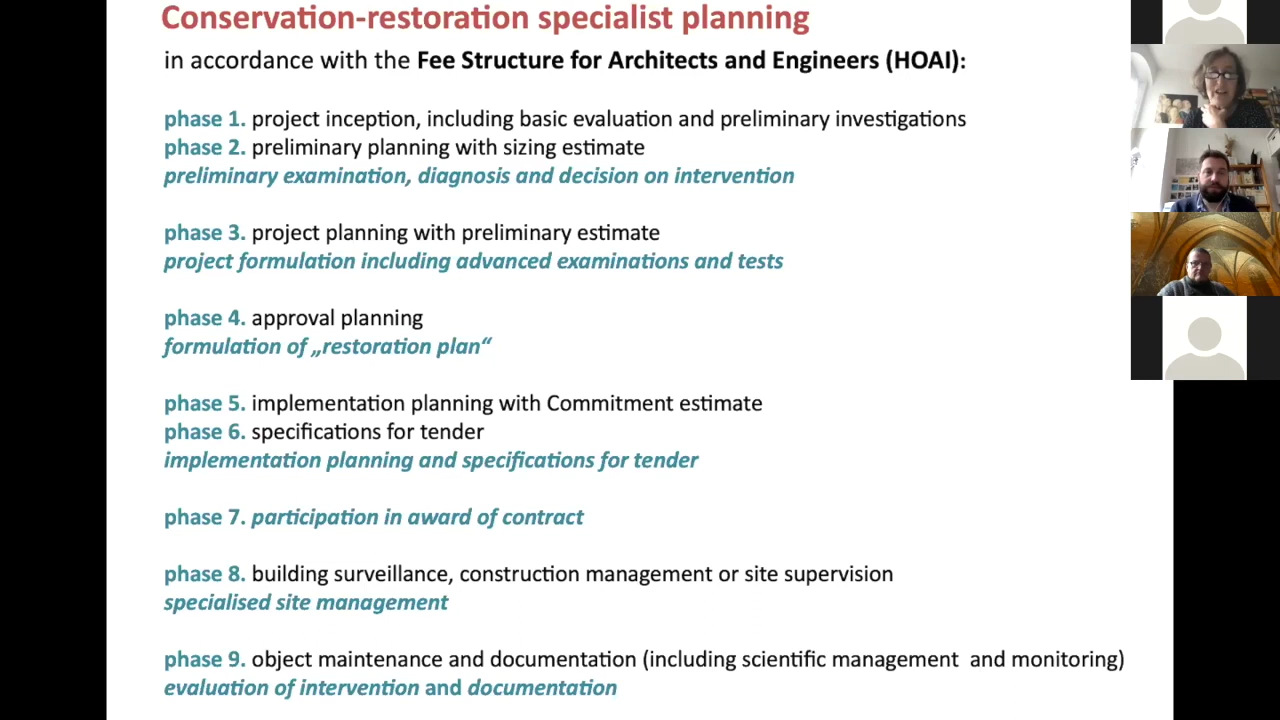 Conservation-restoration specialist planning
in accordance with the Fee Structure for Architects and Engineers (HOAI):
phase 1. project inception, including basic evaluation and preliminary investigations
phase 2. preliminary planning with sizing estimate
preliminary examination, diagnosis and decision on intervention
phase 3. project planning with preliminary estimate
project formulation including advanced examinations and tests
phase 4. approval planning
formulation of „restoration plan“
phase 5. implementation planning with Commitment estimate
phase 6. specifications for tender
implementation planning and specifications for tender
phase 7. participation in award of contract
phase 8. building surveillance, construction management or site supervision
specialised site management
phase 9. object maintenance and documentation (including scientific management  and monitoring)
evaluation of intervention and documentation